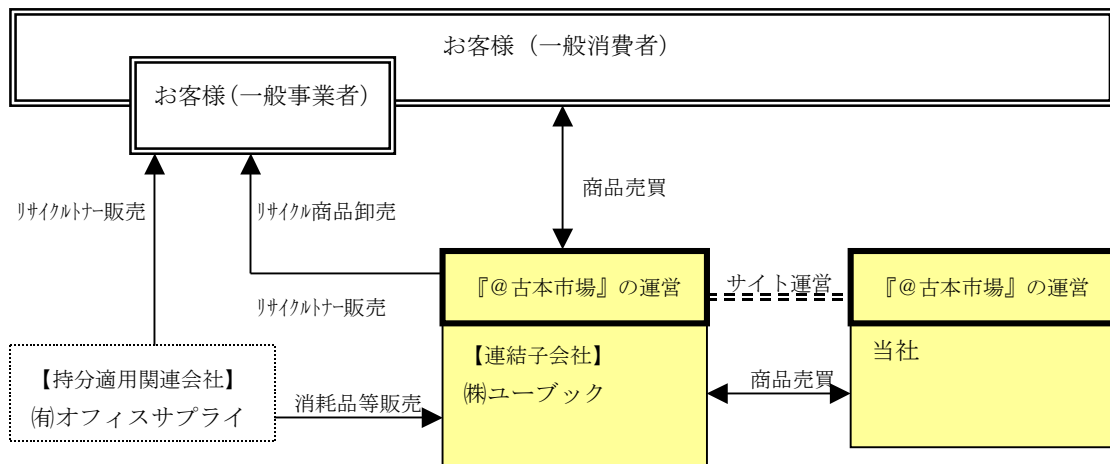 お客様（一般消費者）
お客様（一般事業者）
商品売買
ﾘｻｲｸﾙﾄﾅｰ販売
ﾘｻｲｸﾙ商品卸売
『＠古本市場』の運営
サイト運営
『＠古本市場』の運営
ﾘｻｲｸﾙﾄﾅｰ販売
【持分適用関連会社】
㈲オフィスサプライ
消耗品等販売
【連結子会社】
㈱ユーブック
商品売買
当社